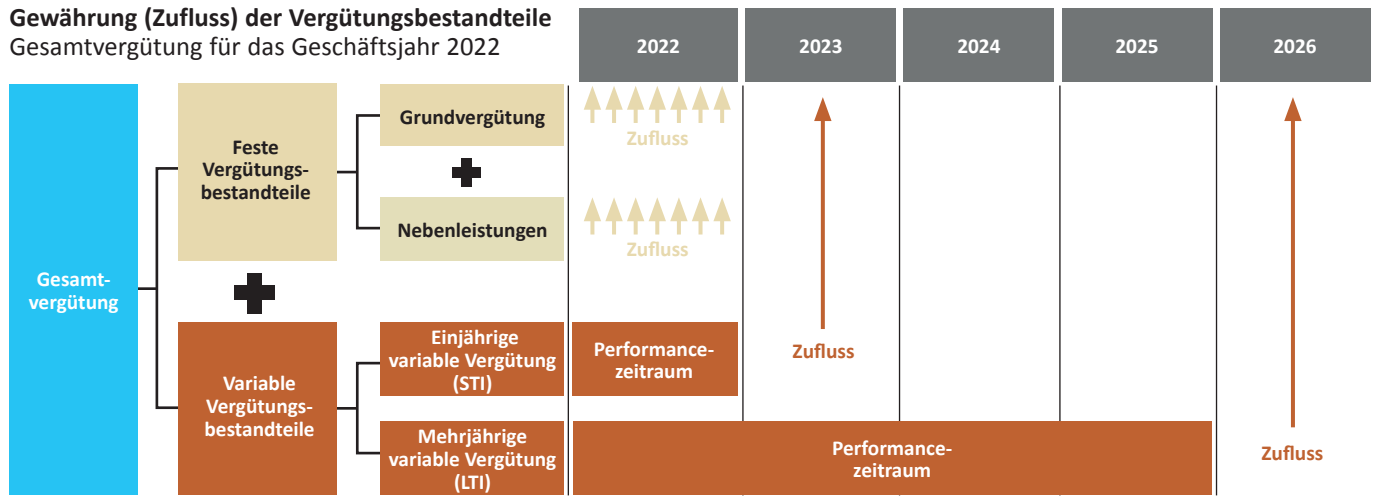 Gewährung (Zufluss) der Vergütungsbestandteile
Gesamtvergütung für das Geschäftsjahr 2022
2022
2023
2024
2025
2026
Gesamt-
vergütung
Feste
Vergütungs-
bestandteile
Grundvergütung
Zufluss
Nebenleistungen
Zufluss
Variable
Vergütungs-
bestandteile
Einjährige
variable Vergütung
(STI)
Performance-
zeitraum
Zufluss
Mehrjährige
variable Vergütung
(LTI)
Performance-
zeitraum
Zufluss